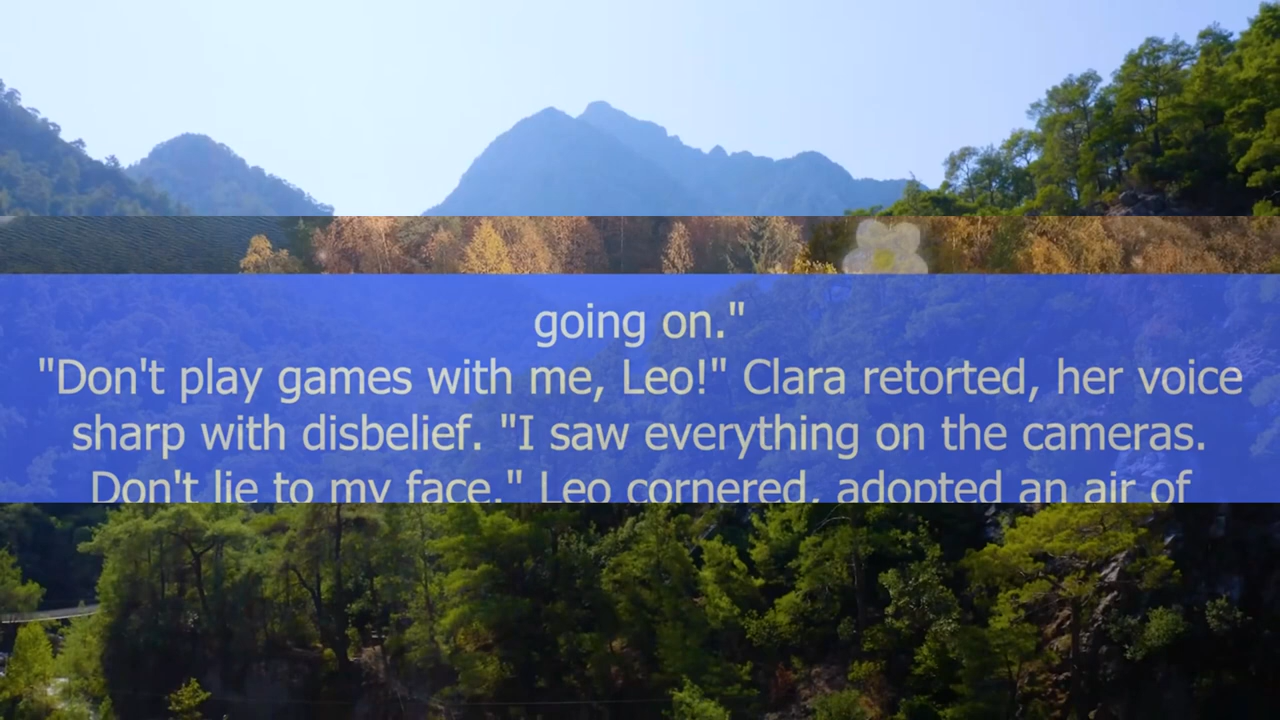 going on."
"Don't play games with me, Leo!" Clara retorted, her voice
sharp with disbelief. "I saw everything on the cameras.
Don't lie to my face." Leo cornered, adopted an air of